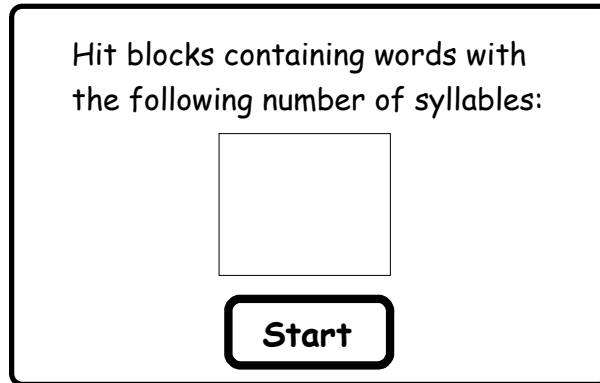 Hit blocks containing words with
the following number of syllables:
Start